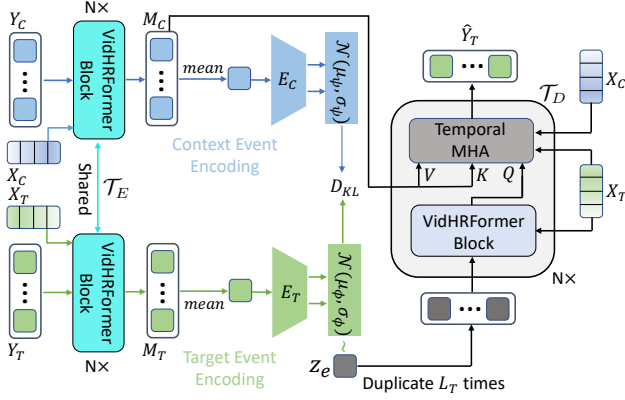 Y_C
N×
M_C
VidHRFormer
Block
mean
E_C
𝒩(μ_ψ, σ_ψ)
X_C
Context Event
Encoding
Shared
𝒯_E
X_T
D_KL
Y_T
VidHRFormer
Block
N×
M_T
mean
E_T
𝒩(μ_ϕ, σ_ϕ)
Target Event
Encoding
~
z_e
Duplicate L_T times
Ŷ_T
𝒯_D
X_C
Temporal
MHA
V
K
Q
X_T
VidHRFormer
Block
N×